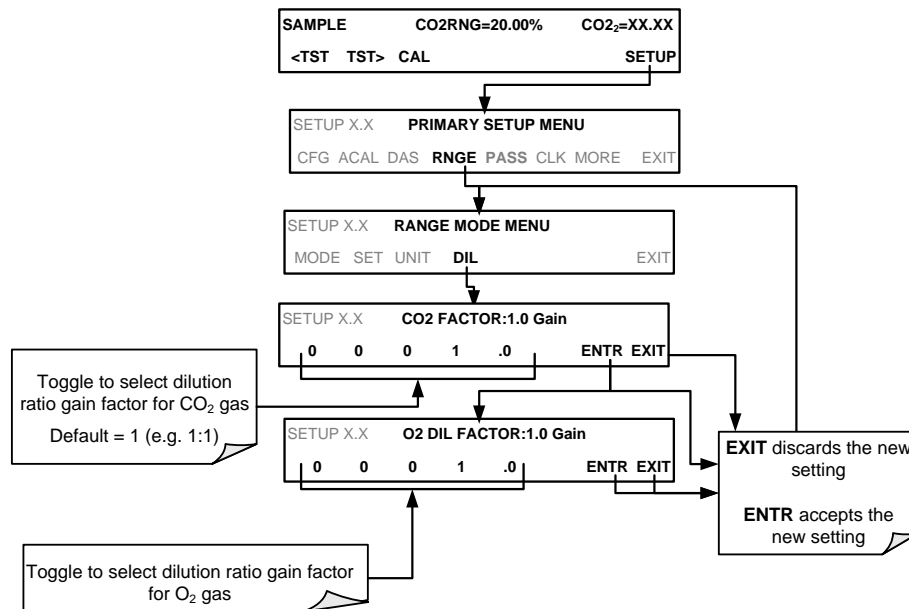 SAMPLE CO2RNG=20.00% CO2₂=XX.XX
<TST TST> CAL SETUP
SETUP X.X PRIMARY SETUP MENU
CFG ACAL DAS RNGE PASS CLK MORE EXIT
SETUP X.X RANGE MODE MENU
MODE SET UNIT DIL EXIT
SETUP X.X CO2 FACTOR:1.0 Gain
0 0 0 1 .0 ENTR EXIT
Toggle to select dilution
ratio gain factor for CO₂ gas
Default = 1 (e.g. 1:1)
SETUP X.X O2 DIL FACTOR:1.0 Gain
0 0 0 1 .0 ENTR EXIT
EXIT discards the new
setting
ENTR accepts the
new setting
Toggle to select dilution ratio gain factor
for O₂ gas